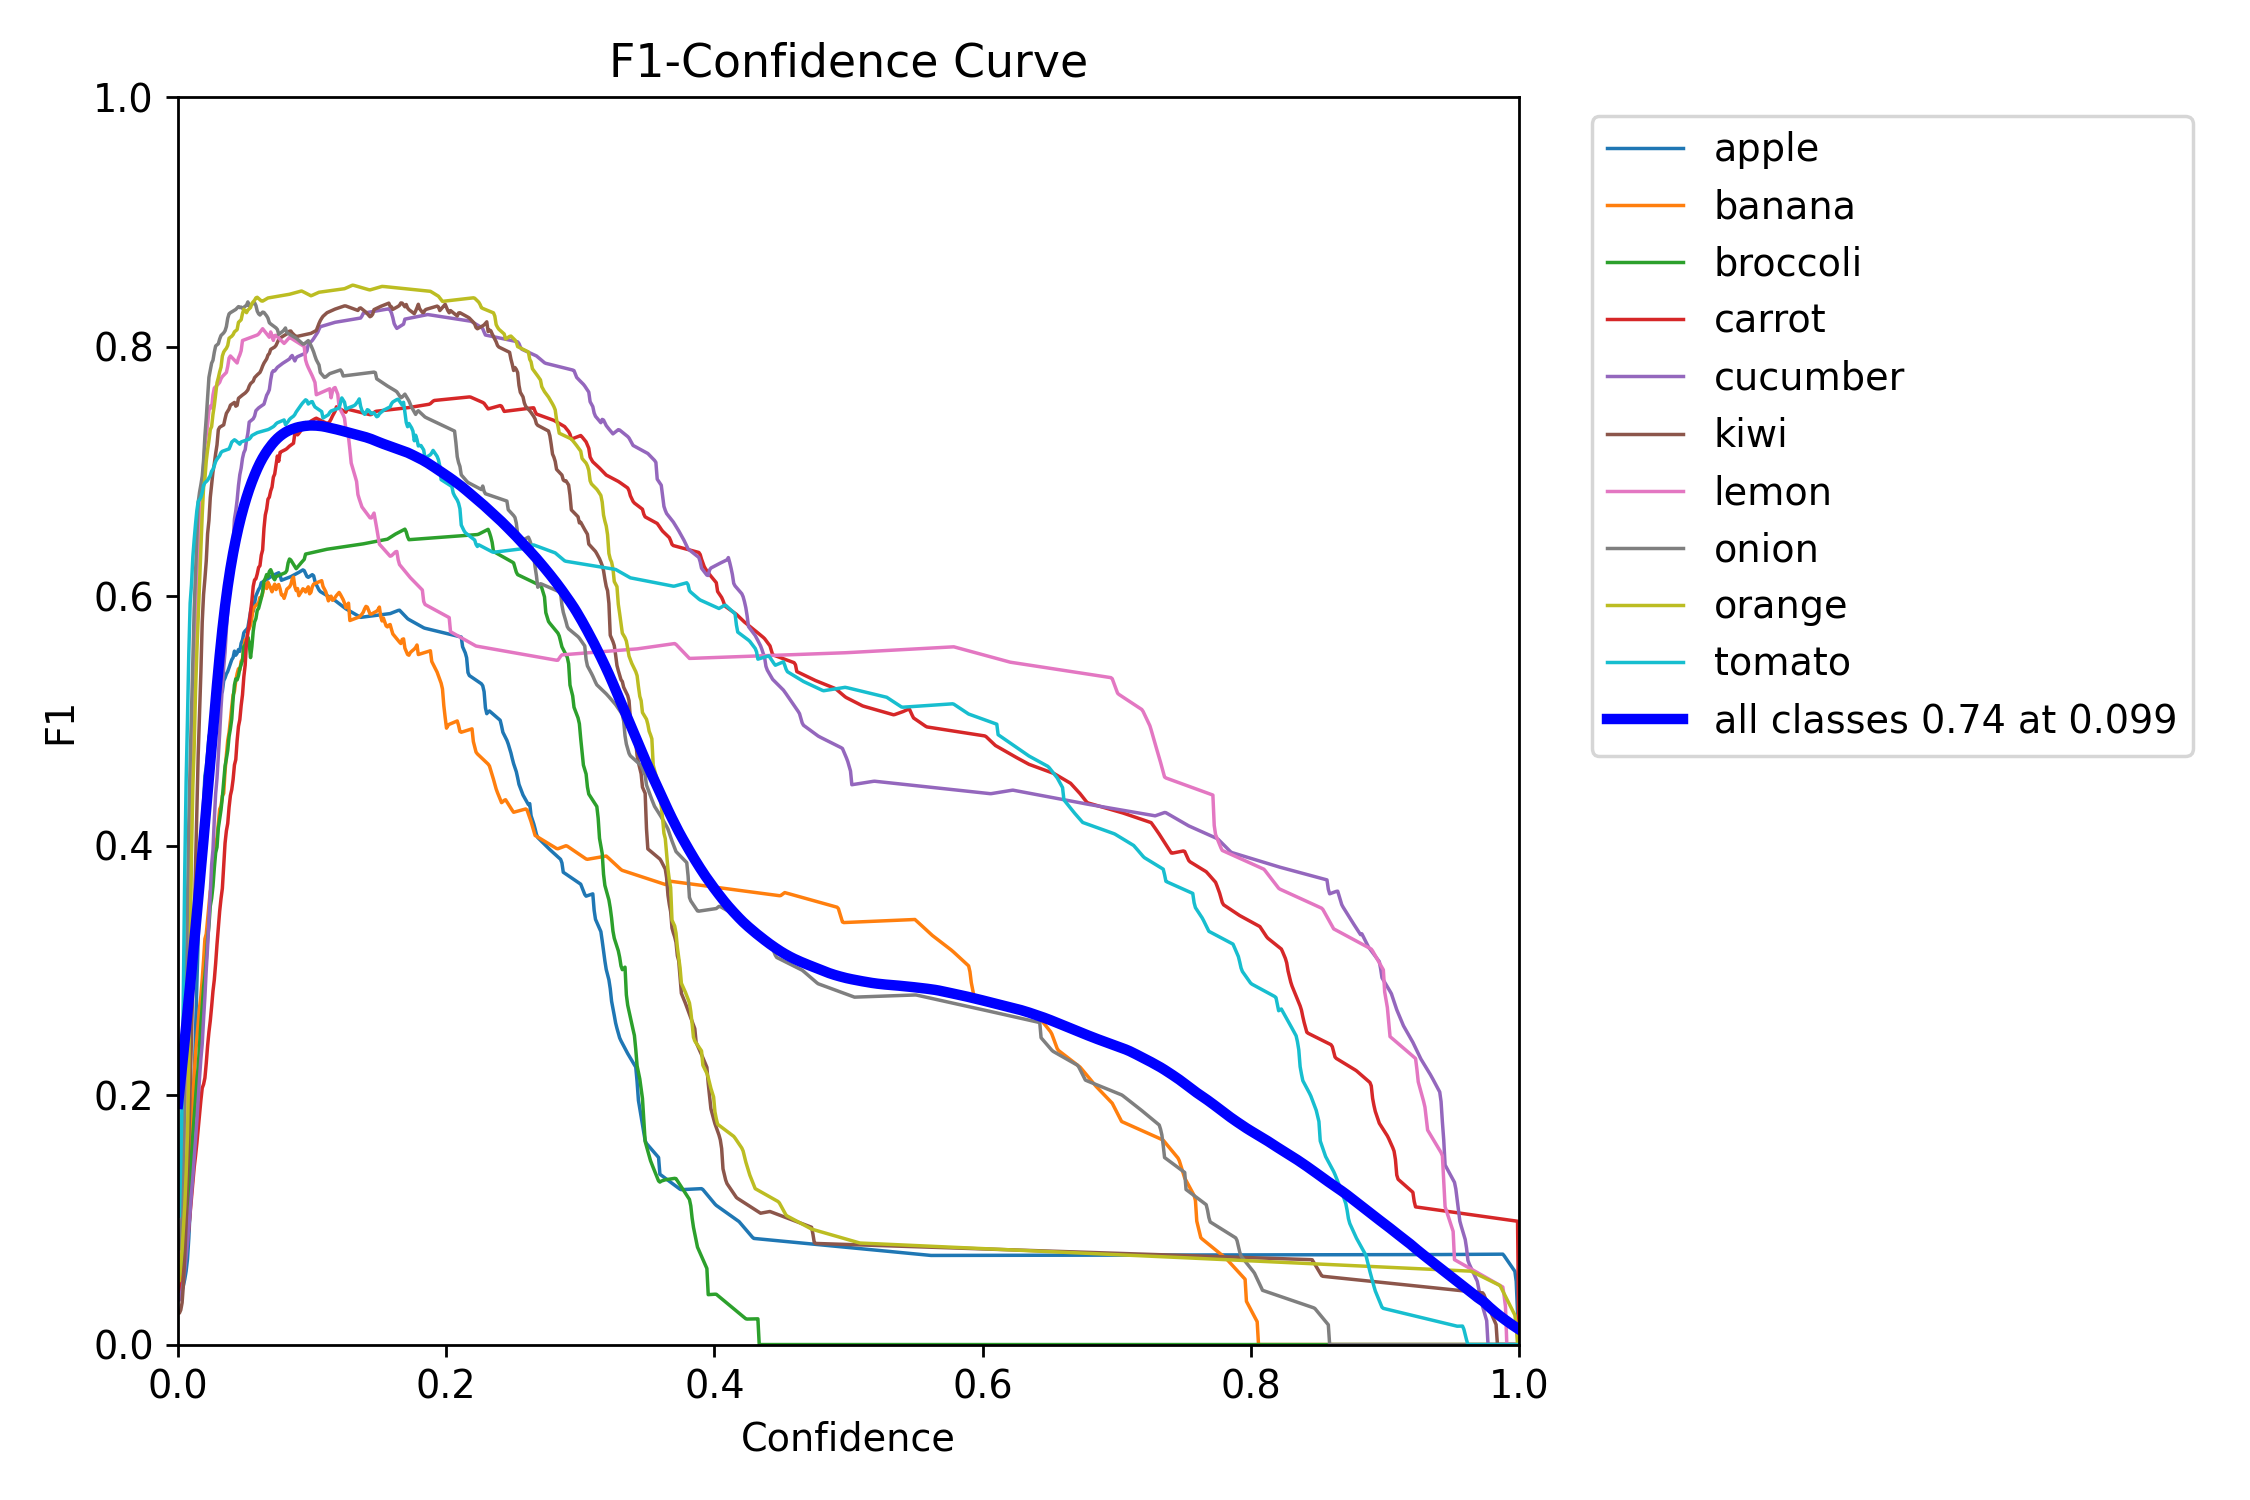 F1-Confidence Curve
1.0
0.8
0.6
0.4
0.2
0.0
F1
0.0 0.2 0.4 0.6 0.8 1.0
Confidence
apple
banana
broccoli
carrot
cucumber
kiwi
lemon
onion
orange
tomato
all classes 0.74 at 0.099